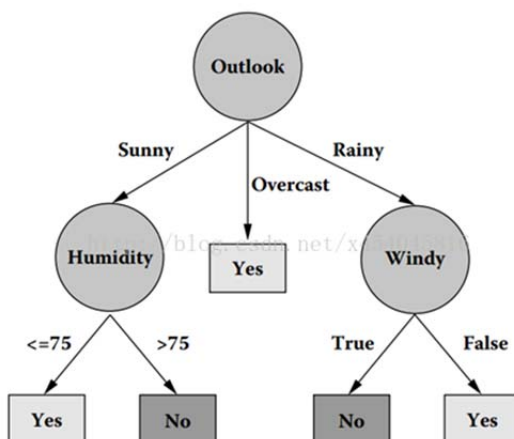 Outlook
Sunny
Rainy
Overcast
Humidity
Yes
Windy
<=75
>75
True
False
Yes
No
No
Yes